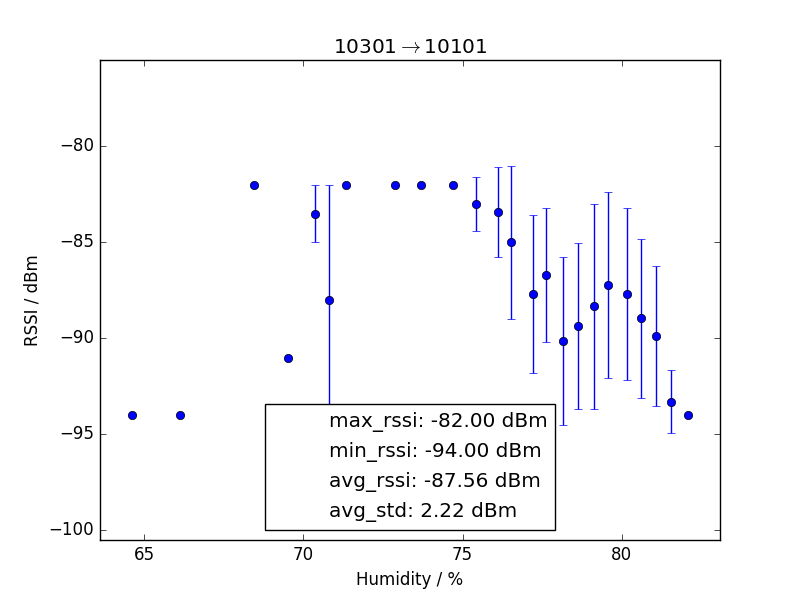 10301→10101
−80
−85
−90
−95
−100
RSSI / dBm
max_rssi: -82.00 dBm
min_rssi: -94.00 dBm
avg_rssi: -87.56 dBm
avg_std: 2.22 dBm
65 70 75 80
Humidity / %